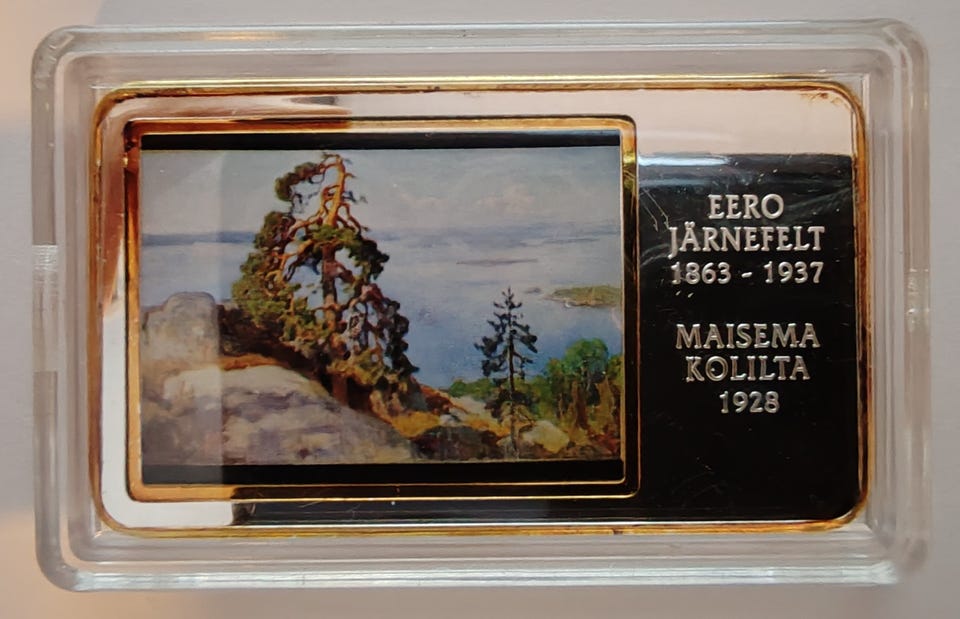 EERO
JÄRNEFELT
1863 - 1937
MAISEMA
KOLILTA
1928